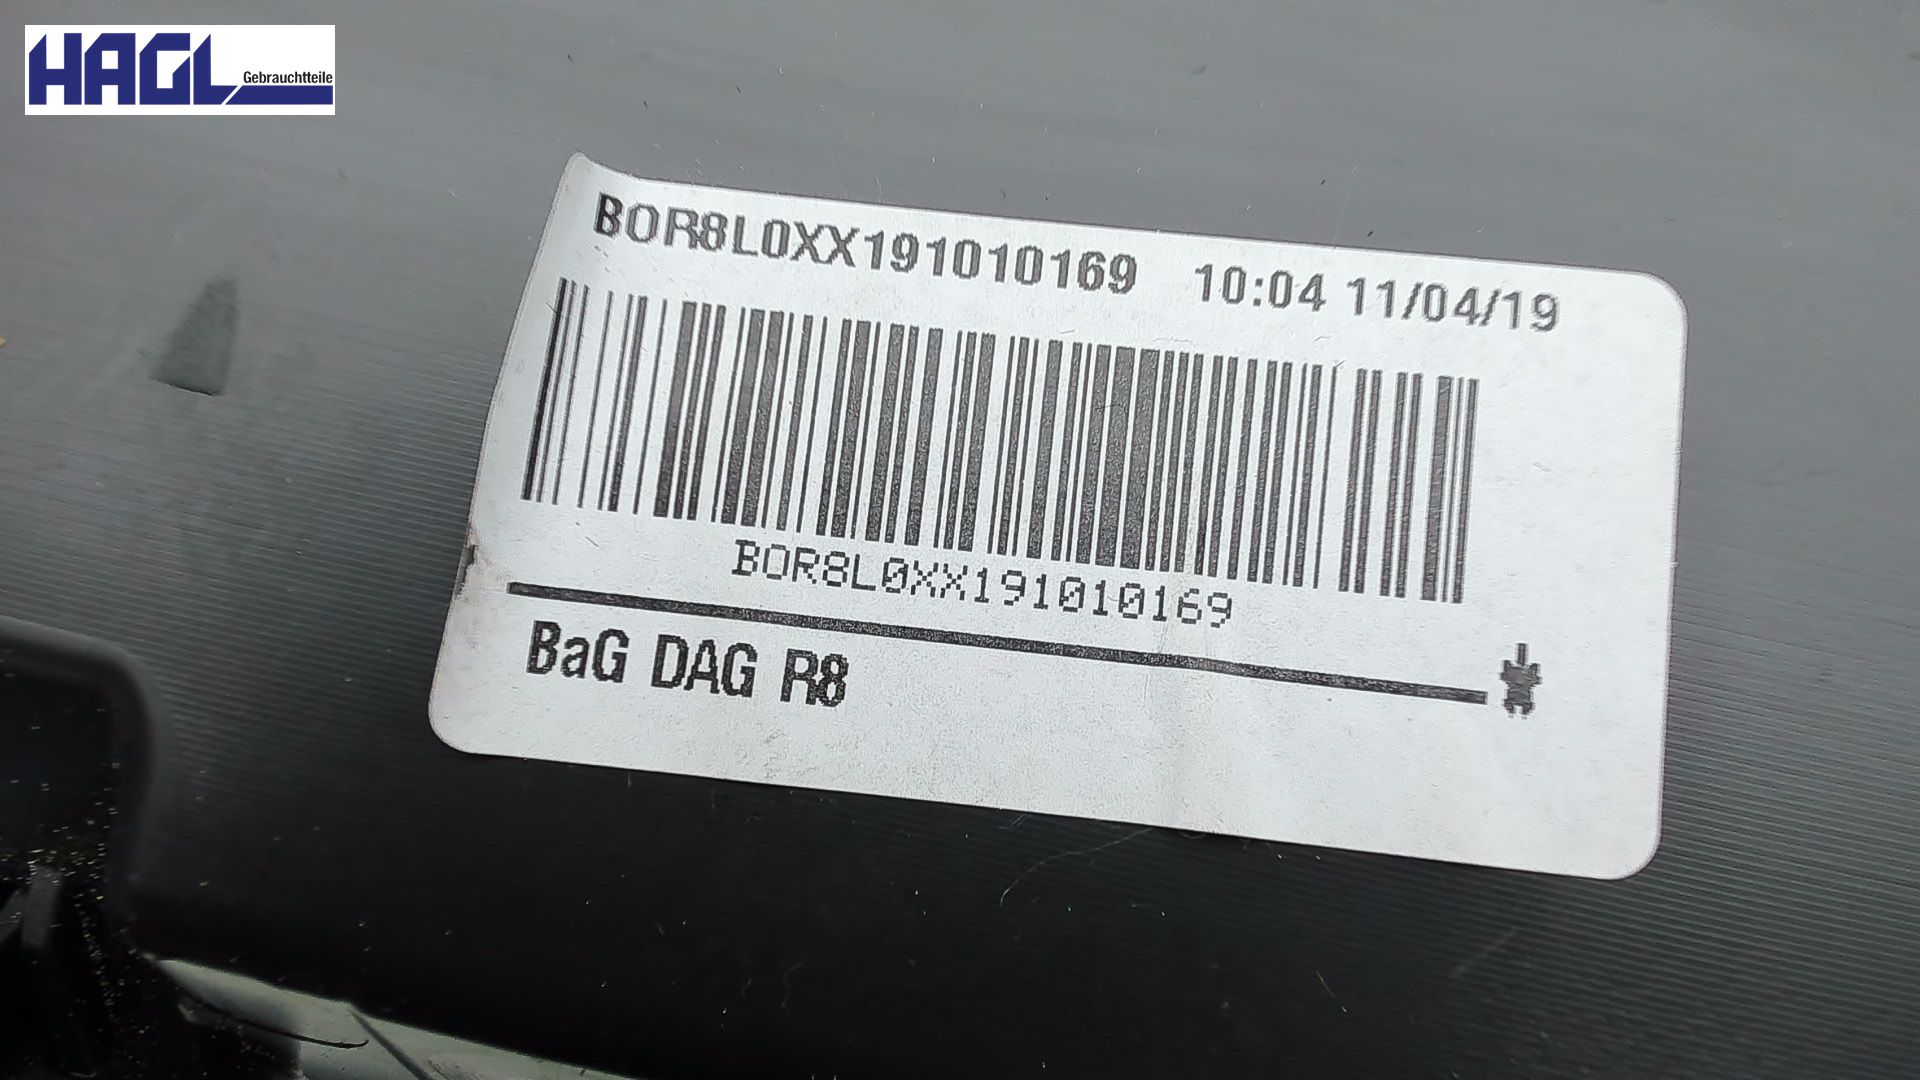 HAGL
Gebrauchtteile
BOR8L0XX191010169 10:04 11/04/19
BOR8L0XX191010169
BaG DAG R8